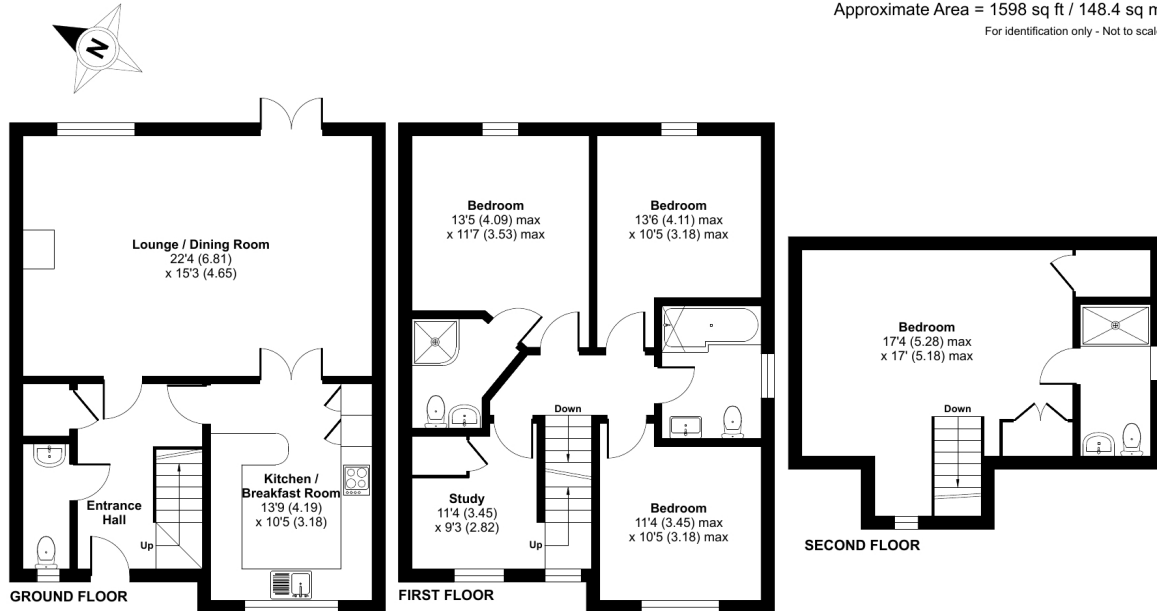 Approximate Area = 1598 sq ft / 148.4 sq m
For identification only - Not to scale
N
Lounge / Dining Room
22'4 (6.81)
x 15'3 (4.65)
Kitchen /
Breakfast Room
13'9 (4.19)
x 10'5 (3.18)
Entrance
Hall
Up
GROUND FLOOR
Bedroom
13'5 (4.09) max
x 11'7 (3.53) max
Bedroom
13'6 (4.11) max
x 10'5 (3.18) max
Down
Study
11'4 (3.45)
x 9'3 (2.82)
Up
Bedroom
11'4 (3.45) max
x 10'5 (3.18) max
FIRST FLOOR
Bedroom
17'4 (5.28) max
x 17' (5.18) max
Down
SECOND FLOOR